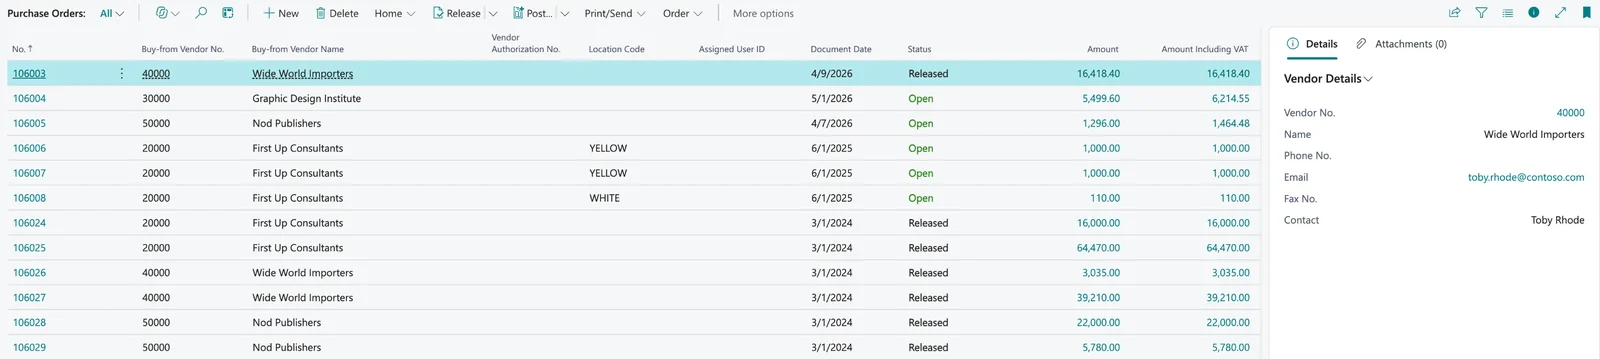 Purchase Orders: All New Delete Home Release Post... Print/Send Order More options
No. ↑ Buy-from Vendor No. Buy-from Vendor Name Vendor Authorization No. Location Code Assigned User ID Document Date Status Amount Amount Including VAT
106003 40000 Wide World Importers 4/9/2026 Released 16,418.40 16,418.40
106004 30000 Graphic Design Institute 5/1/2026 Open 5,499.60 6,214.55
106005 50000 Nod Publishers 4/7/2026 Open 1,296.00 1,464.48
106006 20000 First Up Consultants YELLOW 6/1/2025 Open 1,000.00 1,000.00
106007 20000 First Up Consultants YELLOW 6/1/2025 Open 1,000.00 1,000.00
106008 20000 First Up Consultants WHITE 6/1/2025 Open 110.00 110.00
106024 20000 First Up Consultants 3/1/2024 Released 16,000.00 16,000.00
106025 20000 First Up Consultants 3/1/2024 Released 64,470.00 64,470.00
106026 40000 Wide World Importers 3/1/2024 Released 3,035.00 3,035.00
106027 40000 Wide World Importers 3/1/2024 Released 39,210.00 39,210.00
106028 50000 Nod Publishers 3/1/2024 Released 22,000.00 22,000.00
106029 50000 Nod Publishers 3/1/2024 Released 5,780.00 5,780.00
Details Attachments (0)
Vendor Details
Vendor No. 40000
Name Wide World Importers
Phone No.
Email toby.rhode@contoso.com
Fax No.
Contact Toby Rhode